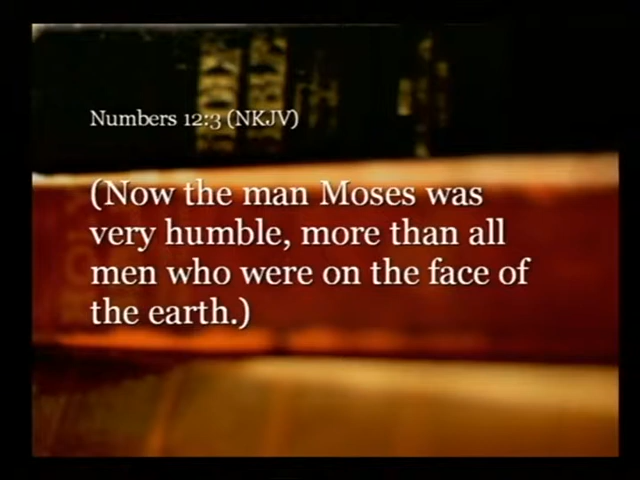 Numbers 12:3 (NKJV)
(Now the man Moses was
very humble, more than all
men who were on the face of
the earth.)